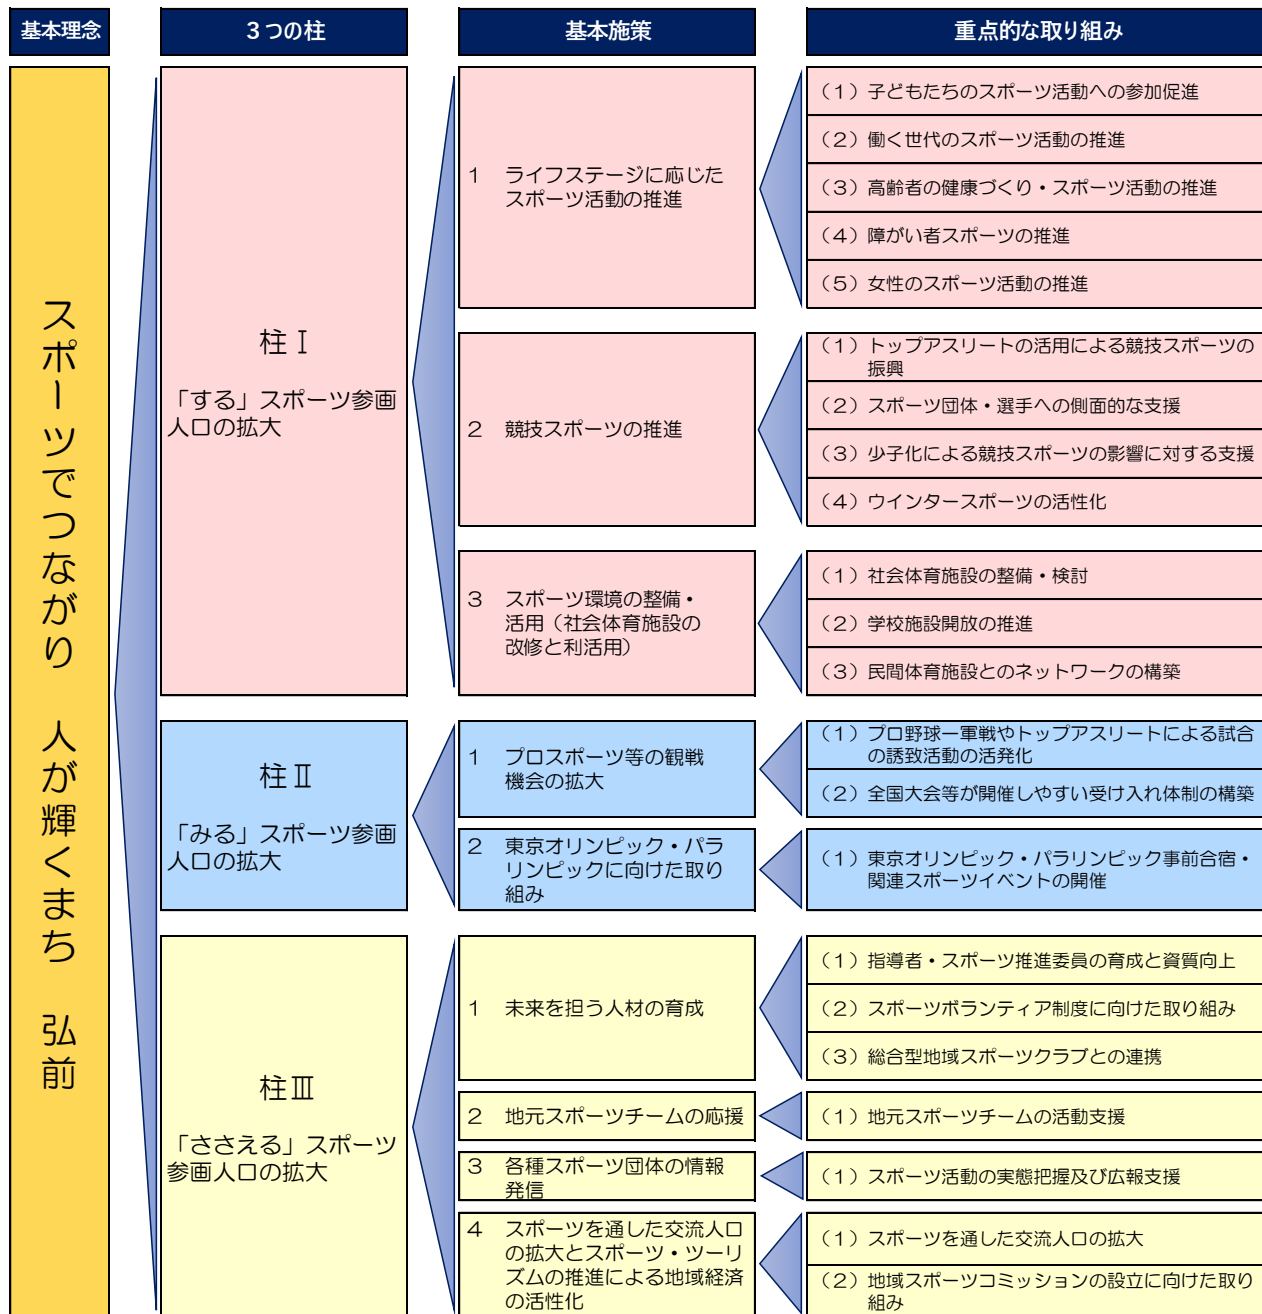 基本理念
3つの柱
基本施策
重点的な取り組み
スポーツでつながり 人が輝くまち 弘前
柱Ⅰ
「する」スポーツ参画
人口の拡大
1 ライフステージに応じた
スポーツ活動の推進
(1)子どもたちのスポーツ活動への参加促進
(2)働く世代のスポーツ活動の推進
(3)高齢者の健康づくり・スポーツ活動の推進
(4)障がい者スポーツの推進
(5)女性のスポーツ活動の推進
2 競技スポーツの推進
(1)トップアスリートの活用による競技スポーツの
振興
(2)スポーツ団体・選手への側面的な支援
(3)少子化による競技スポーツの影響に対する支援
(4)ウインタースポーツの活性化
3 スポーツ環境の整備・
活用(社会体育施設の
改修と利活用)
(1)社会体育施設の整備・検討
(2)学校施設開放の推進
(3)民間体育施設とのネットワークの構築
柱Ⅱ
「みる」スポーツ参画
人口の拡大
1 プロスポーツ等の観戦
機会の拡大
(1)プロ野球一軍戦やトップアスリートによる試合
の誘致活動の活発化
(2)全国大会等が開催しやすい受け入れ体制の構築
2 東京オリンピック・パラ
リンピックに向けた取り
組み
(1)東京オリンピック・パラリンピック事前合宿・
関連スポーツイベントの開催
柱Ⅲ
「ささえる」スポーツ
参画人口の拡大
1 未来を担う人材の育成
(1)指導者・スポーツ推進委員の育成と資質向上
(2)スポーツボランティア制度に向けた取り組み
(3)総合型地域スポーツクラブとの連携
2 地元スポーツチームの応援
(1)地元スポーツチームの活動支援
3 各種スポーツ団体の情報
発信
(1)スポーツ活動の実態把握及び広報支援
4 スポーツを通した交流人口
の拡大とスポーツ・ツーリ
ズムの推進による地域経済
の活性化
(1)スポーツを通した交流人口の拡大
(2)地域スポーツコミッションの設立に向けた取り
組み